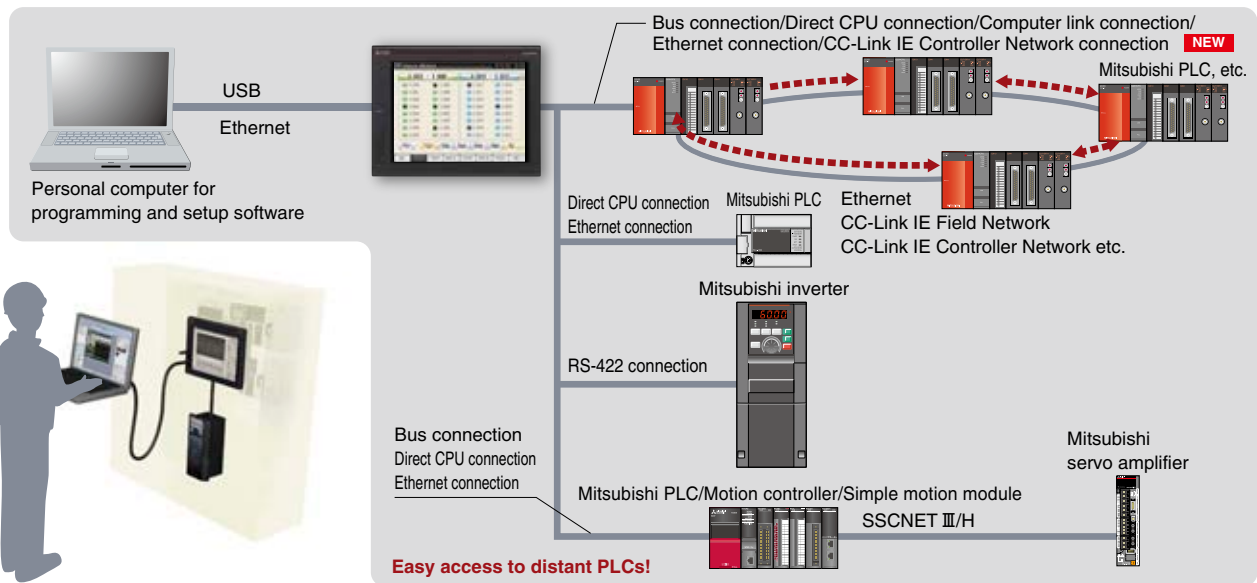 Bus connection/Direct CPU connection/Computer link connection/
Ethernet connection/CC-Link IE Controller Network connection NEW
Mitsubishi PLC, etc.
USB
Ethernet
Personal computer for
programming and setup software
Direct CPU connection
Ethernet connection
Mitsubishi PLC
Ethernet
CC-Link IE Field Network
CC-Link IE Controller Network etc.
Mitsubishi inverter
6000
RS-422 connection
Bus connection
Direct CPU connection
Ethernet connection
Mitsubishi PLC/Motion controller/Simple motion module
SSCNET Ⅲ/H
Mitsubishi
servo amplifier
Easy access to distant PLCs!